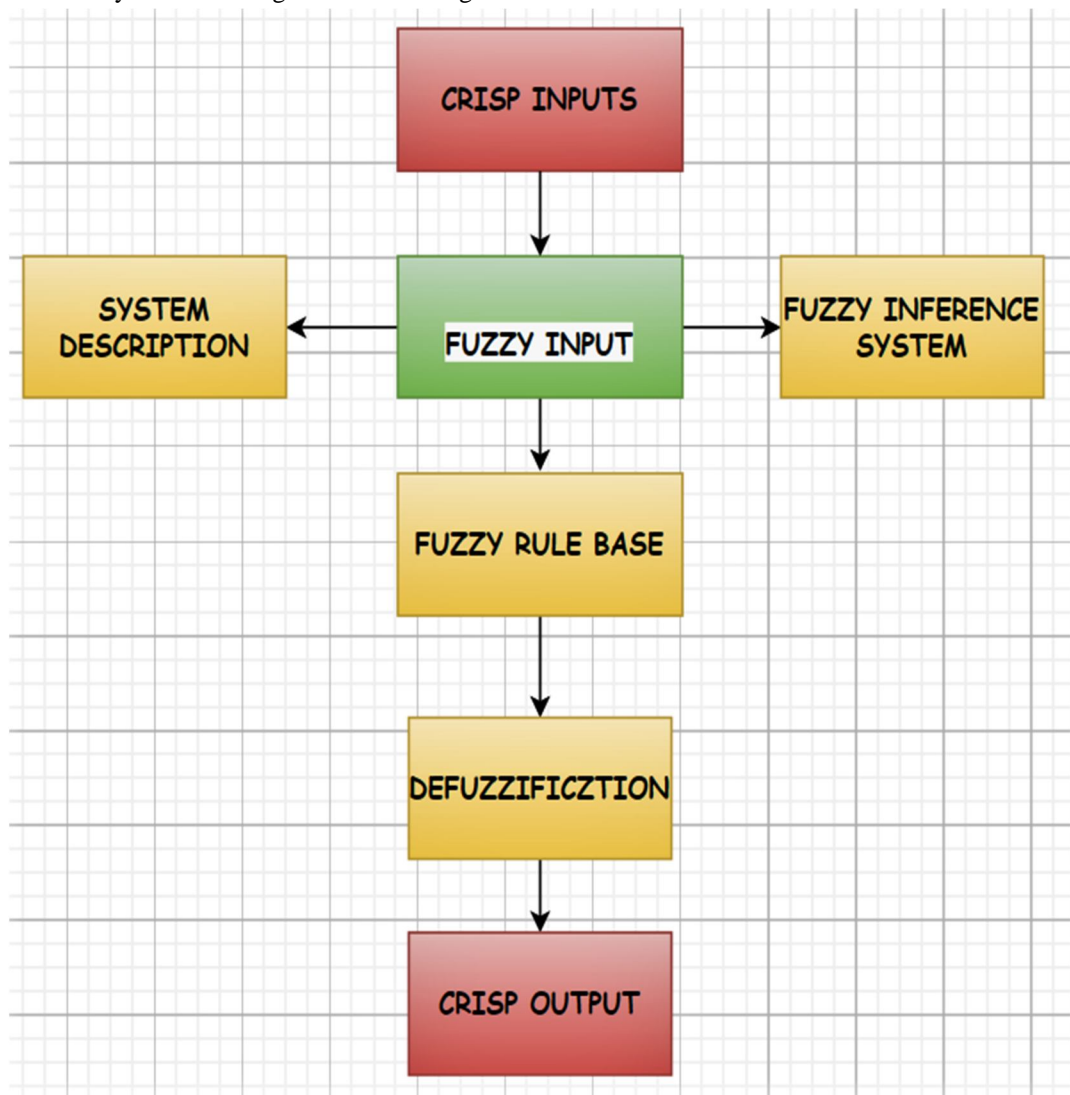 CRISP INPUTS
SYSTEM
DESCRIPTION
FUZZY INPUT
FUZZY INFERENCE
SYSTEM
FUZZY RULE BASE
DEFUZZIFICZTION
CRISP OUTPUT